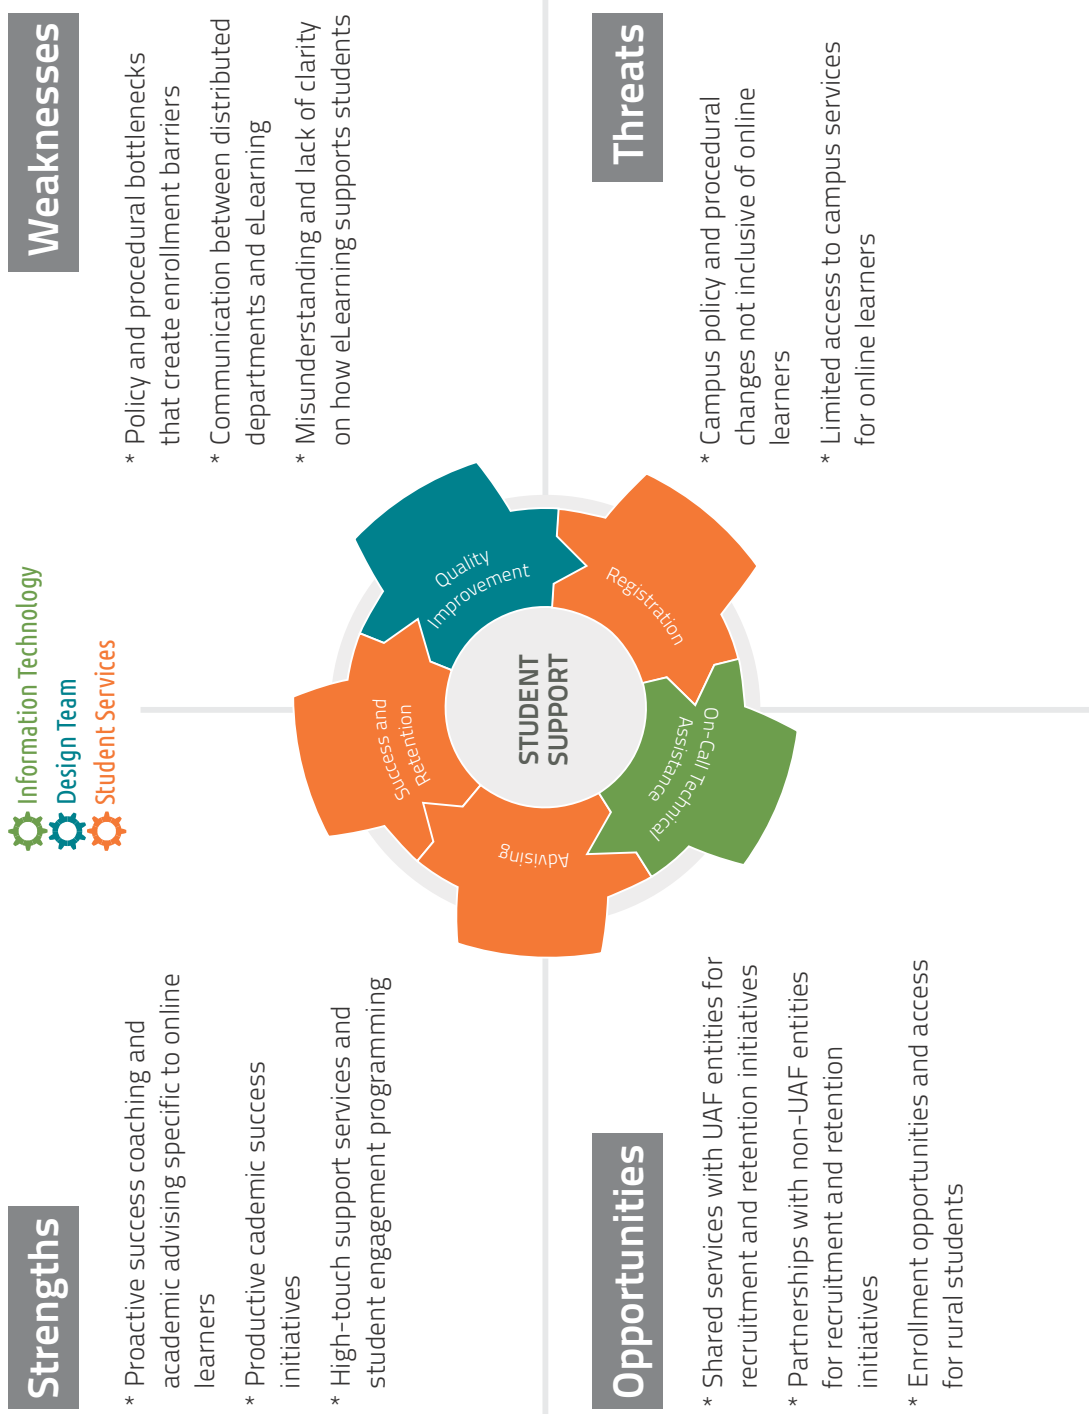 Strengths
* Proactive success coaching and
academic advising specific to online
learners
* Productive cademic success
initiatives
* High-touch support services and
student engagement programming
Information Technology
Design Team
Student Services
Weaknesses
* Policy and procedural bottlenecks
that create enrollment barriers
* Communication between distributed
departments and eLearning
* Misunderstanding and lack of clarity
on how eLearning supports students
Success and
Retention
Quality
Improvement
Advising
STUDENT
SUPPORT
Registration
On-Call Technical
Assistance
Opportunities
* Shared services with UAF entities for
recruitment and retention initiatives
* Partnerships with non-UAF entities
for recruitment and retention
initiatives
* Enrollment opportunities and access
for rural students
Threats
* Campus policy and procedural
changes not inclusive of online
learners
* Limited access to campus services
for online learners